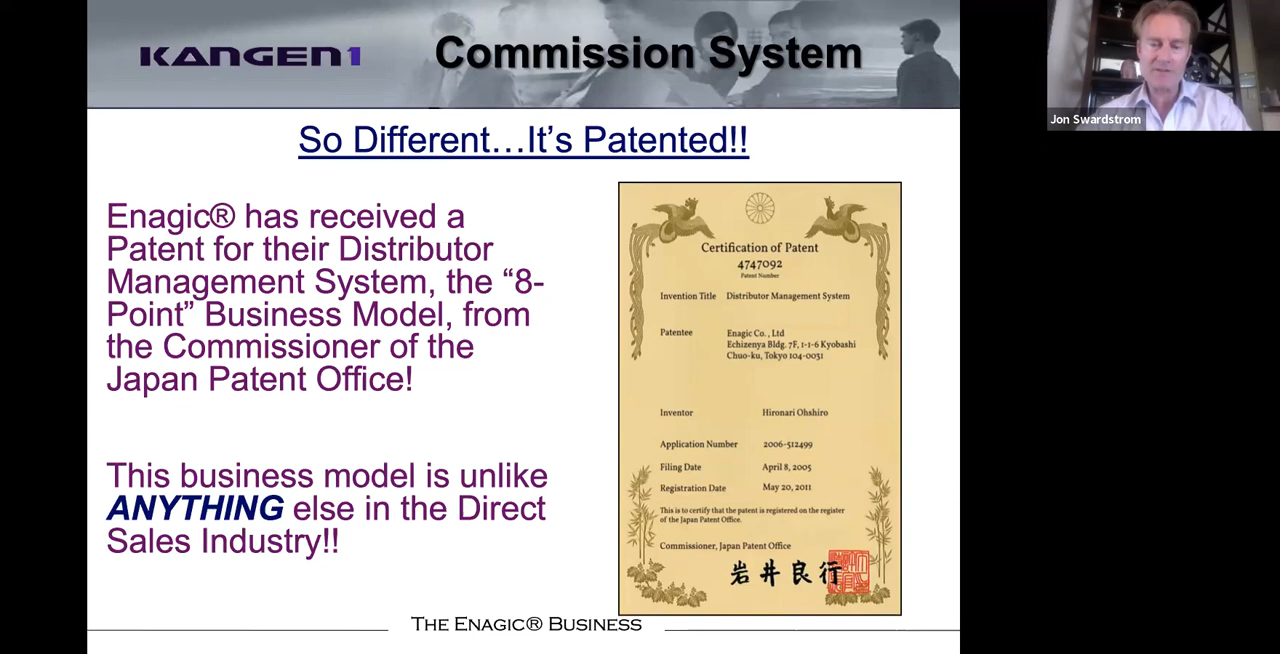 KANGEN1
Commission System
Jon Swardstrom
So Different…It’s Patented!!
Enagic® has received a
Patent for their Distributor
Management System, the “8-
Point” Business Model, from
the Commissioner of the
Japan Patent Office!
This business model is unlike
ANYTHING else in the Direct
Sales Industry!!
Certification of Patent
4747092
Patent Number
Invention Title Distributor Management System
Patentee Enagic Co., Ltd
Echizenya Bldg. 7F, 1-1-6 Kyobashi
Chuo-ku, Tokyo 104-0031
Inventor Hironari Ohshiro
Application Number 2006-512499
Filing Date April 8, 2005
Registration Date May 20, 2011
This is to certify that the patent is registered on the register
of the Japan Patent Office.
Commissioner, Japan Patent Office
岩井良行
THE ENAGIC® BUSINESS